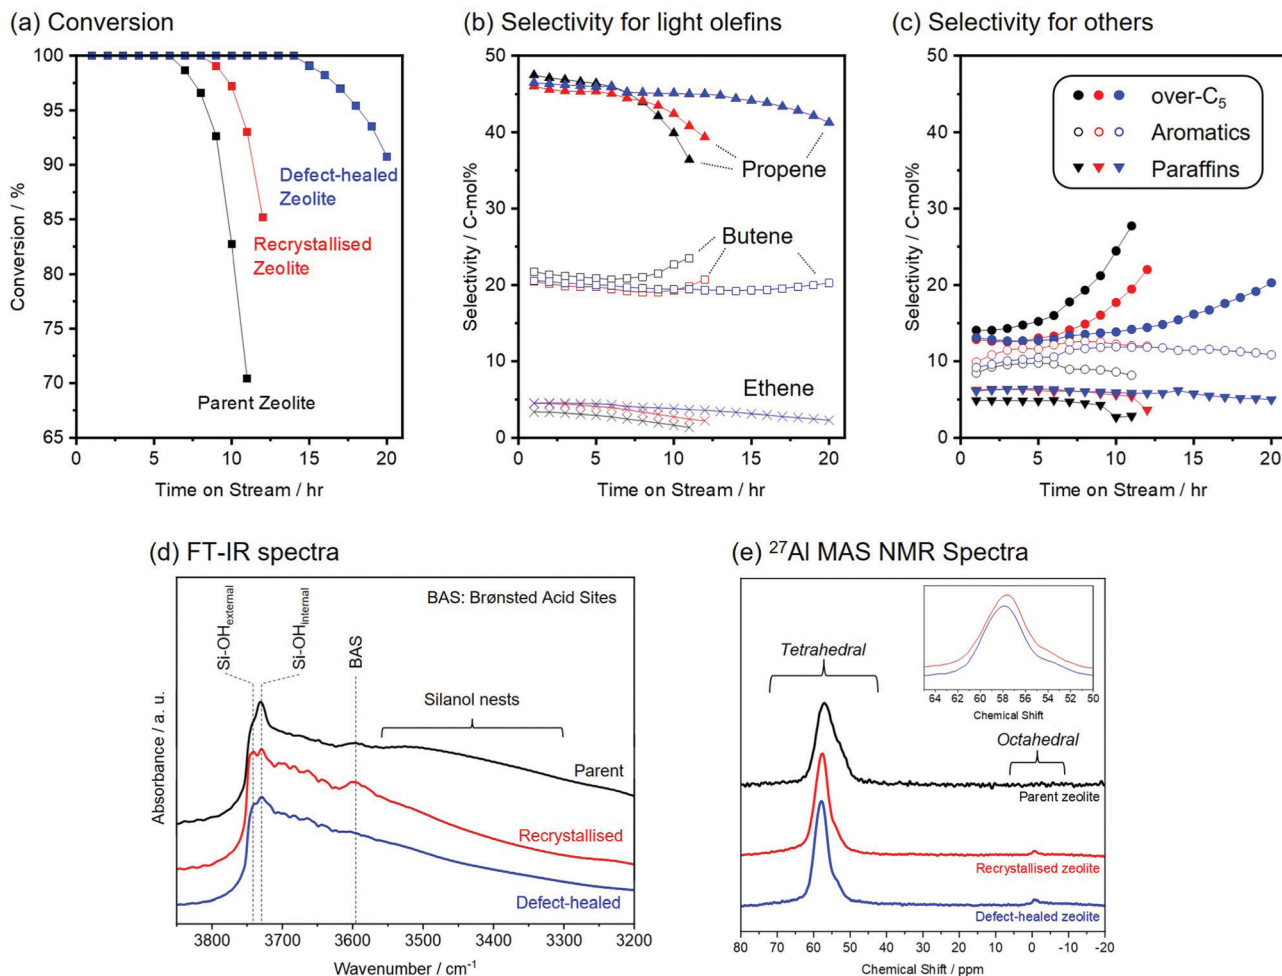 (a) Conversion
(b) Selectivity for light olefins
(c) Selectivity for others
100
95
90
85
80
75
70
65
Conversion / %
Defect-healed
Zeolite
Recrystallised
Zeolite
Parent Zeolite
0
5
10
15
20
Time on Stream / hr
50
40
30
20
10
0
Selectivity / C-mol%
Propene
Butene
Ethene
0
5
10
15
20
Time on Stream / hr
50
40
30
20
10
0
Selectivity / C-mol%
over-C₅
Aromatics
Paraffins
0
5
10
15
20
Time on Stream / hr
(d) FT-IR spectra
Si-OHexternal
Si-OHinternal
BAS
BAS: Brønsted Acid Sites
Silanol nests
Absorbance / a. u.
Parent
Recrystallised
Defect-healed
3800
3700
3600
3500
3400
3300
3200
Wavenumber / cm⁻¹
(e) ²⁷Al MAS NMR Spectra
Tetrahedral
64
62
60
58
56
54
52
50
Chemical Shift
Octahedral
Parent zeolite
Recrystallised zeolite
Defect-healed zeolite
80
70
60
50
40
30
20
10
0
-10
-20
Chemical Shift / ppm